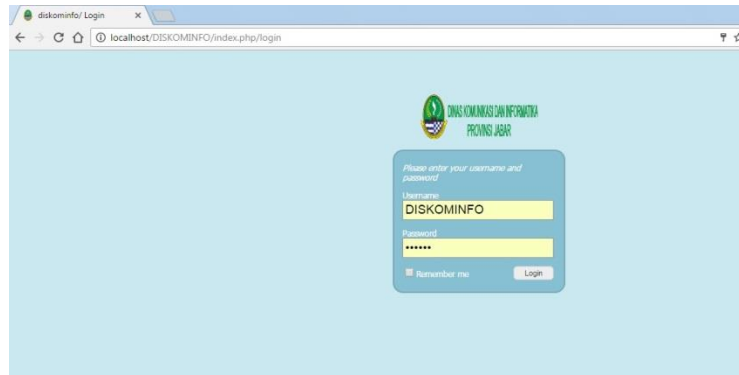 diskominfo/ Login
localhost/DISKOMINFO/index.php/login
DINAS KOMUNIKASI DAN INFORMATIKA
PROVINSI JABAR
Please enter your username and
password
Username
DISKOMINFO
Password
••••••
Remember me Login